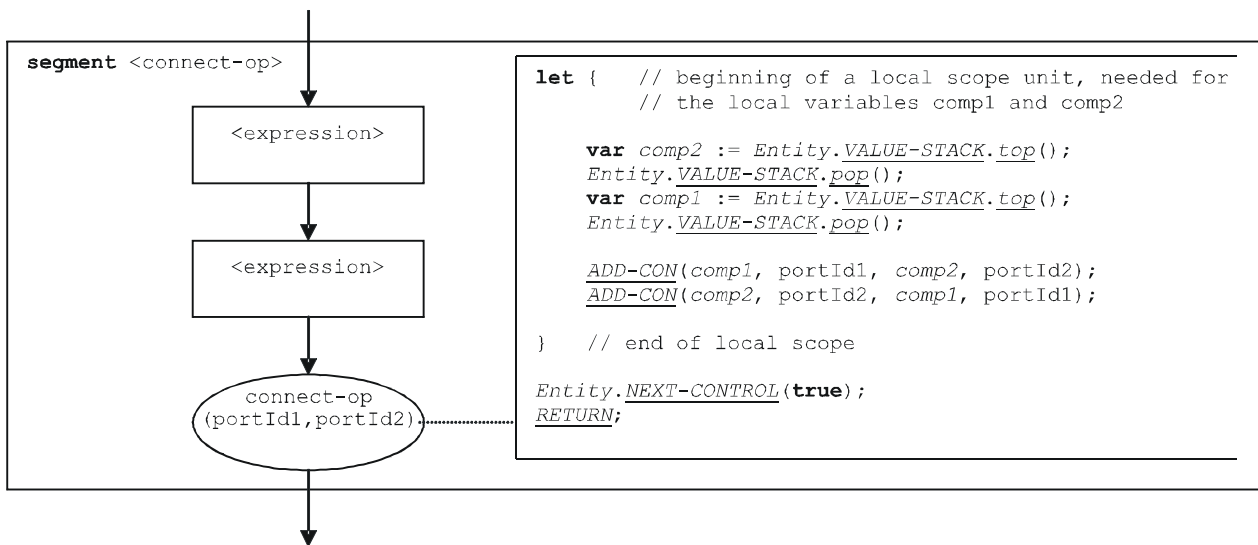 segment <connect-op>
<expression>
<expression>
connect-op
(portId1,portId2)
let { // beginning of a local scope unit, needed for
// the local variables comp1 and comp2
var comp2 := Entity.VALUE-STACK.top();
Entity.VALUE-STACK.pop();
var comp1 := Entity.VALUE-STACK.top();
Entity.VALUE-STACK.pop();
ADD-CON(comp1, portId1, comp2, portId2);
ADD-CON(comp2, portId2, comp1, portId1);
} // end of local scope
Entity.NEXT-CONTROL(true);
RETURN;